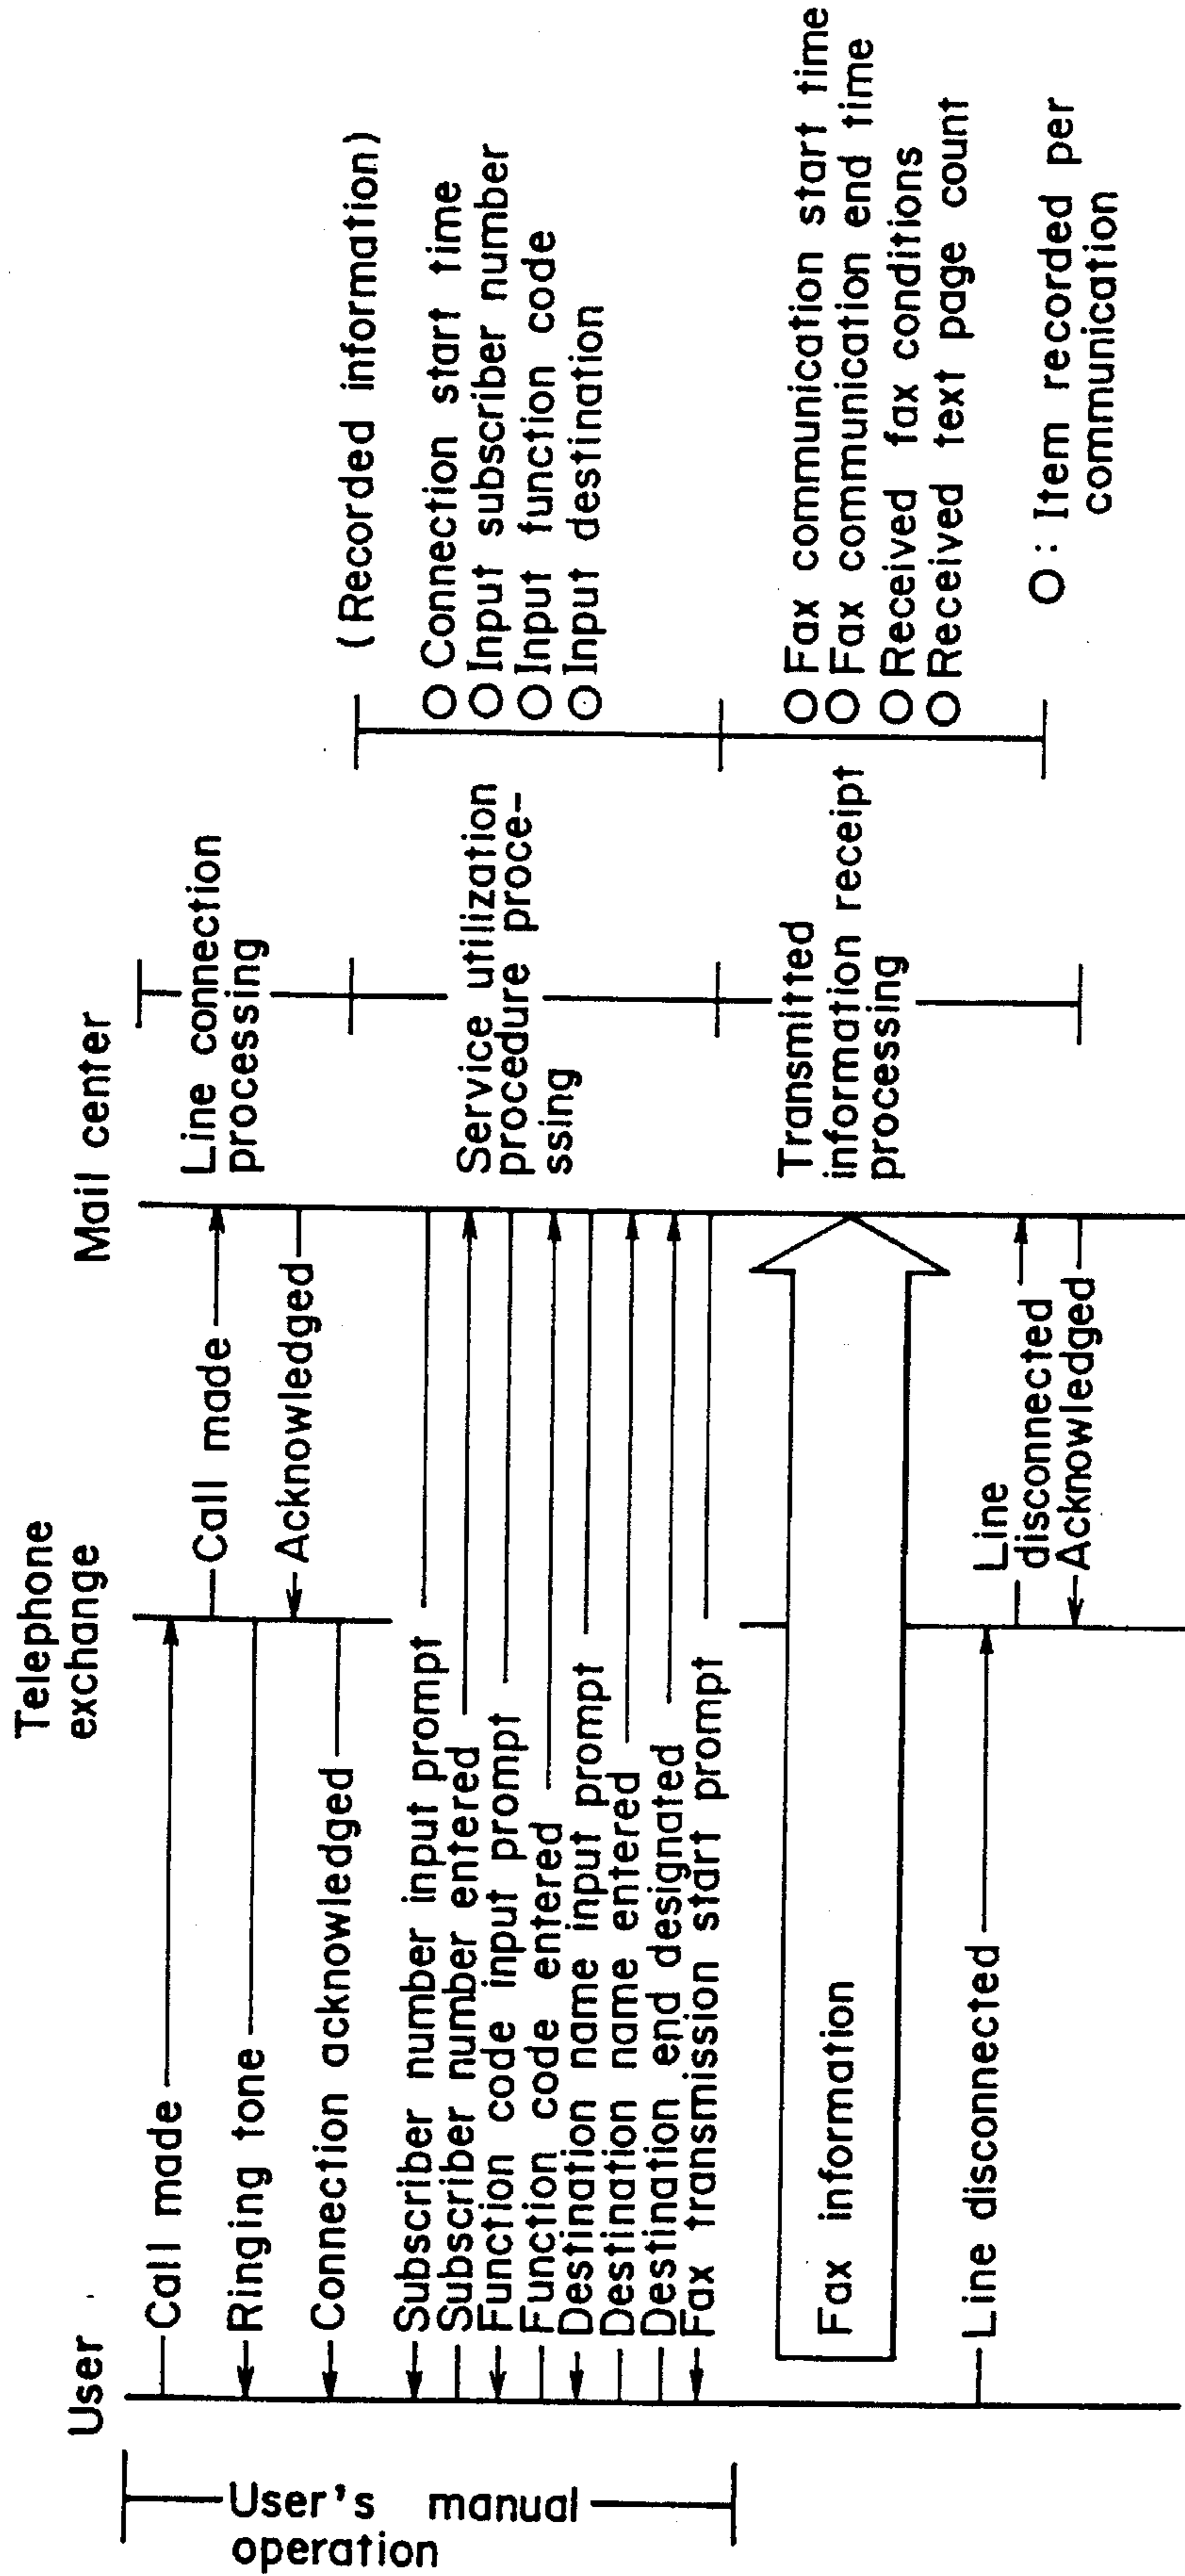 User
Telephone
exchange
Mail center
User's manual
operation
Call made
Call made
Ringing tone
Acknowledged
Connection acknowledged
Line connection
processing
(Recorded information)
Subscriber number input prompt
Subscriber number entered
Function code input prompt
Function code entered
Destination name input prompt
Destination name entered
Destination end designated
Fax transmission start prompt
Service utilization
procedure proce-
ssing
O Connection start time
O Input subscriber number
O Input function code
O Input destination
Fax information
Transmitted
information receipt
processing
O Fax communication start time
O Fax communication end time
O Received fax conditions
O Received text page count
Line disconnected
Line
disconnected
Acknowledged
O: Item recorded per
communication